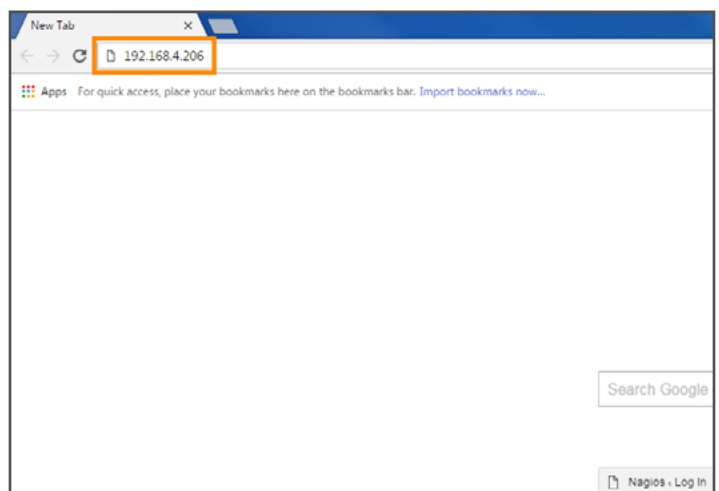 New Tab
192.168.4.206
Apps For quick access, place your bookmarks here on the bookmarks bar. Import bookmarks now...
Search Google
Nagios ‹ Log In